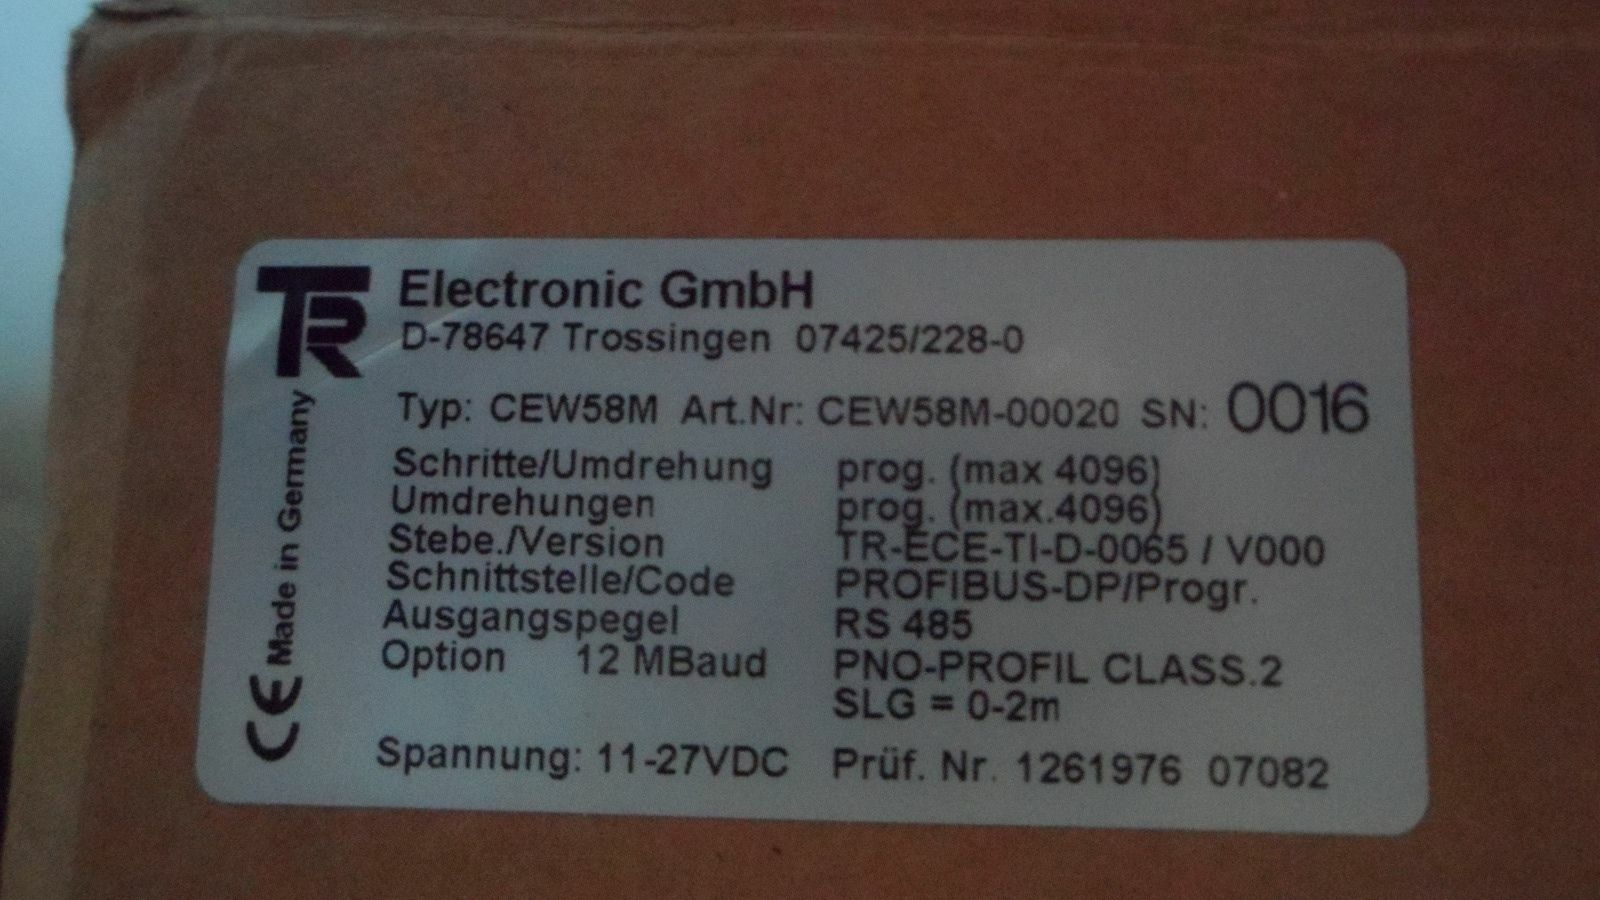 TR Electronic GmbH
D-78647 Trossingen 07425/228-0
Typ: CEW58M Art.Nr: CEW58M-00020 SN: 0016
Schritte/Umdrehung prog. (max 4096)
Umdrehungen prog. (max.4096)
Stebe./Version TR-ECE-TI-D-0065 / V000
Schnittstelle/Code PROFIBUS-DP/Progr.
Ausgangspegel RS 485
Option 12 MBaud PNO-PROFIL CLASS.2
SLG = 0-2m
Spannung: 11-27VDC Prüf. Nr. 1261976 07082
CE Made in Germany